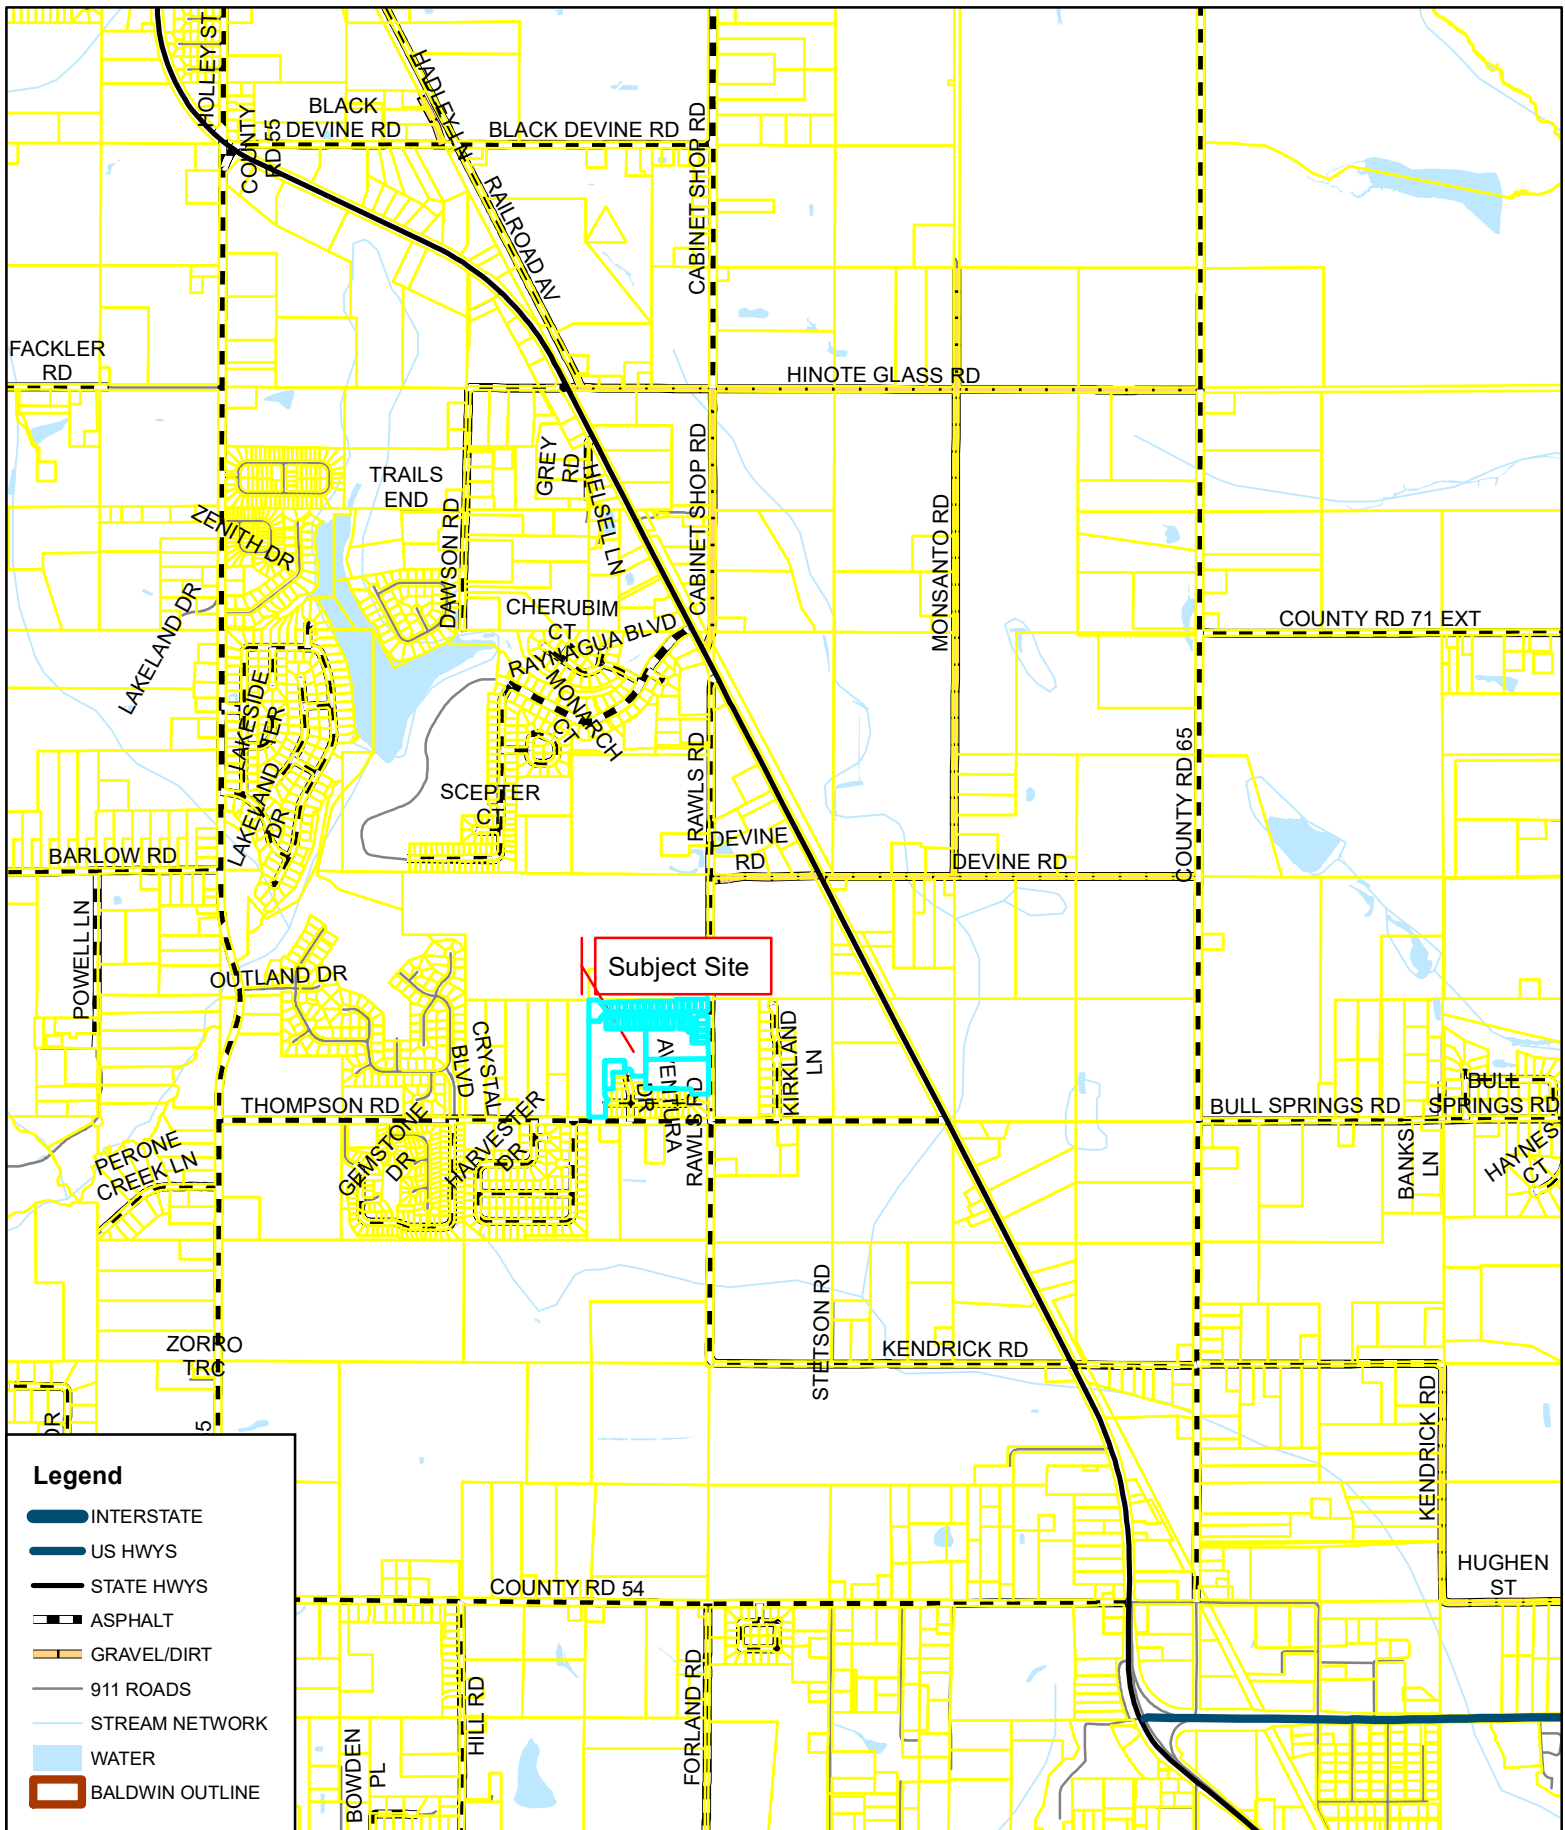 HOLLEY ST
HADLEY LN
BLACK
DEVINE RD
BLACK DEVINE RD
COUNTY
RD 55
RAILROAD AV
CABINET SHOP RD
FACKLER
RD
HINOTE GLASS RD
GREY
RD
TRAILS
END
HELSEL LN
CABINET SHOP RD
ZENITH DR
DAWSON RD
MONSANTO RD
LAKELAND DR
CHERUBIM
CT
RAYNAGUA BLVD
COUNTY RD 71 EXT
LAKESIDE
TER
MONARCH
CT
RAWLS RD
COUNTY RD 65
LAKELAND
DR
SCEPTER
CT
DEVINE
RD
DEVINE RD
BARLOW RD
POWELL LN
OUTLAND DR
Subject Site
CRYSTAL
BLVD
AVENTURA
DR
KIRKLAND
LN
THOMPSON RD
RAWLS RD
BULL SPRINGS RD
BULL
SPRINGS RD
PERONE
CREEK LN
GEMSTONE
DR
HARVESTER
DR
BANKS
LN
HAYNES
CT
STETSON RD
ZORRO
TRC
KENDRICK RD
KENDRICK RD
DR
5
Legend
INTERSTATE
US HWYS
STATE HWYS
ASPHALT
GRAVEL/DIRT
911 ROADS
STREAM NETWORK
WATER
BALDWIN OUTLINE
COUNTY RD 54
HUGHEN
ST
HILL RD
FORLAND RD
BOWDEN
PL